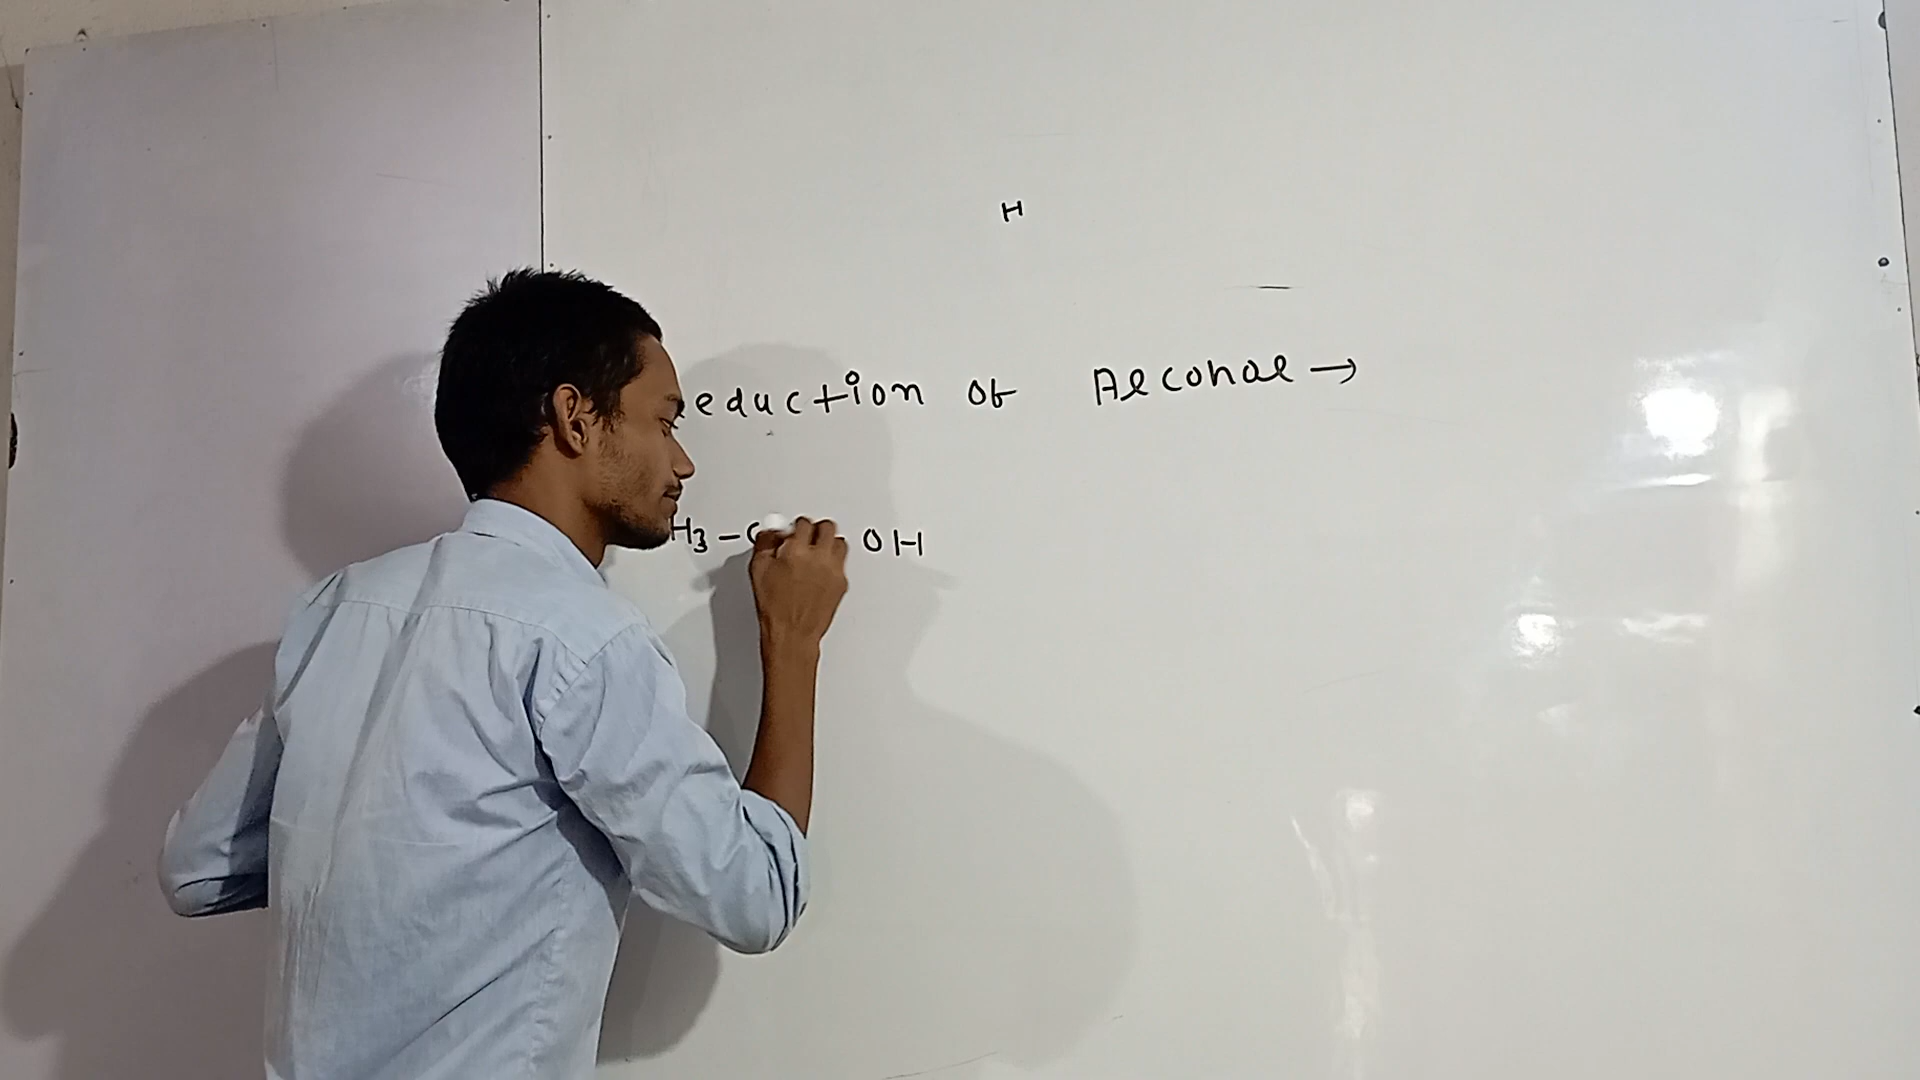 H
eduction of Alcohol →
H3 - C - OH